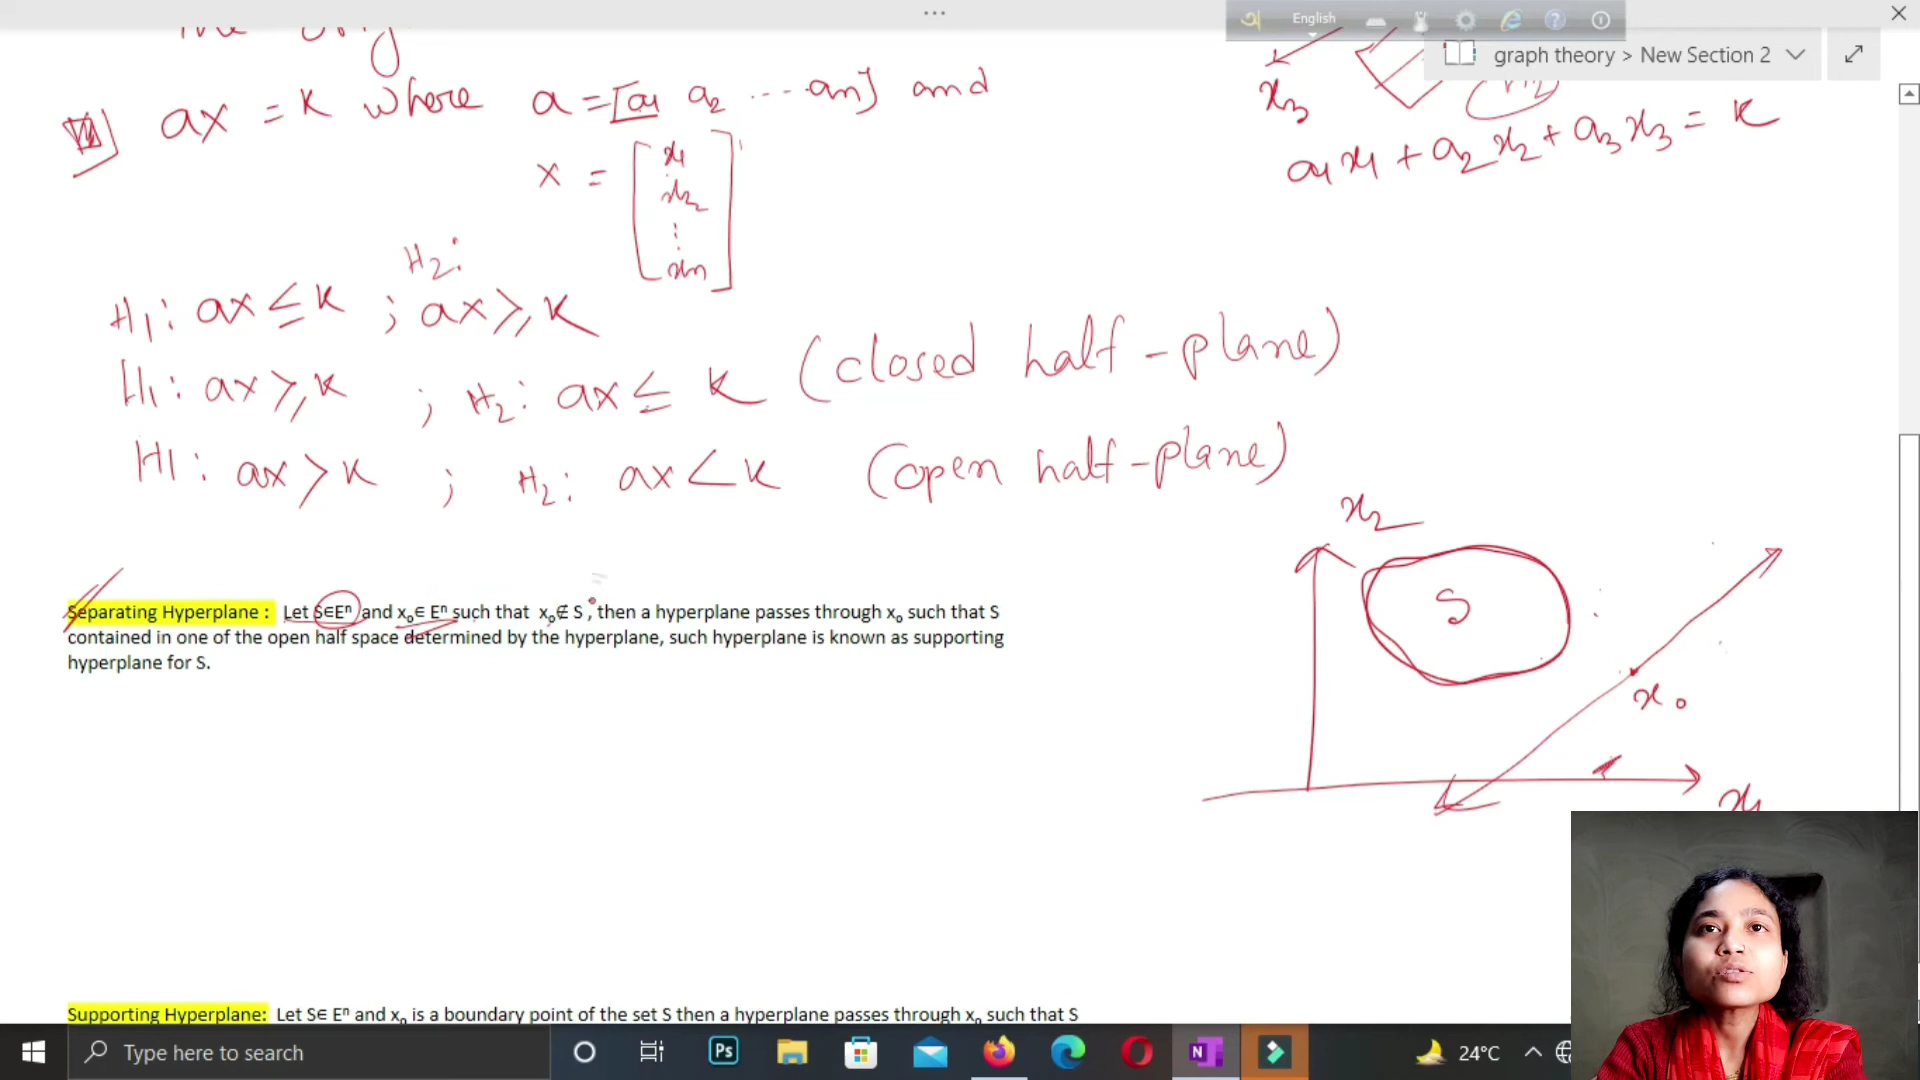 English
graph theory > New Section 2
ax = K where a = [a1 a2 ---- an] and
x3
a1x1 + a2x2 + a3x3 = K
x = [x1
x2
⋮
xn]
H2:
H1: ax ≤ K ; ax ≥ K
H1: ax ≥ K ; H2: ax ≤ K (closed half-plane)
H1: ax > K ; H2: ax < K (open half-plane)
x2
S
Separating Hyperplane : Let S∈Eⁿ and x₀∈ Eⁿ such that x₀∉ S , then a hyperplane passes through x₀ such that S
contained in one of the open half space determined by the hyperplane, such hyperplane is known as supporting
hyperplane for S.
x0
x1
Supporting Hyperplane: Let S∈ Eⁿ and x₀ is a boundary point of the set S then a hyperplane passes through x₀ such that S
Type here to search
Ps
N
24°C